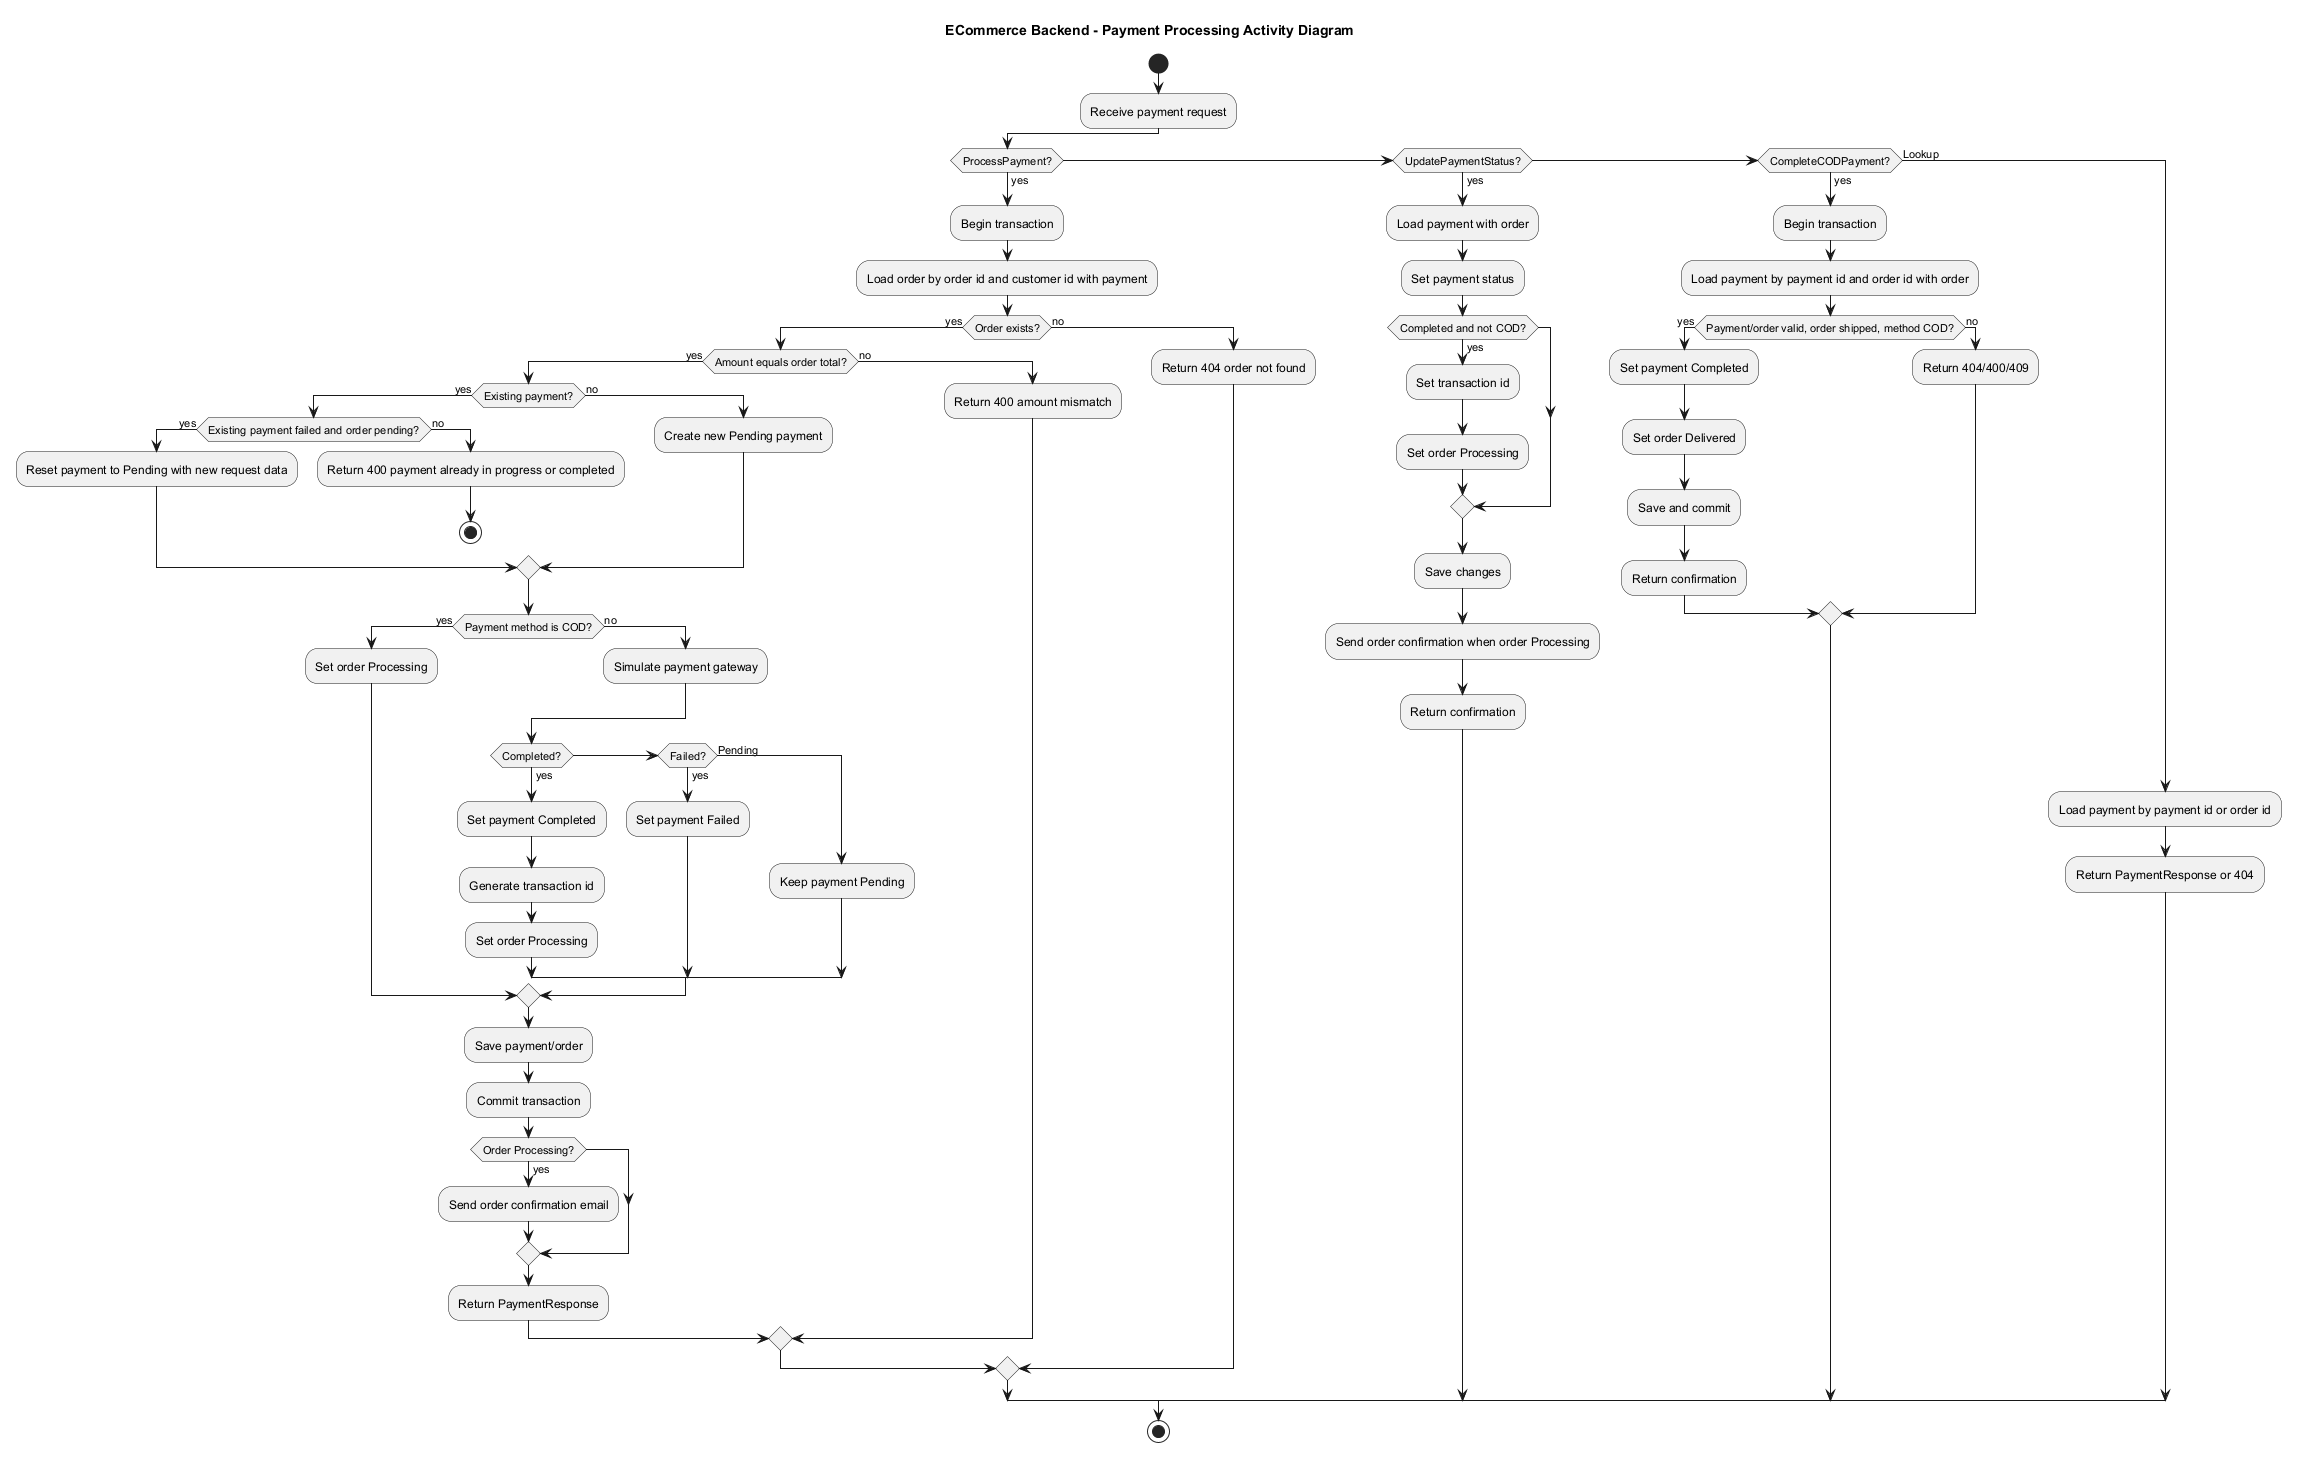 ECommerce Backend - Payment Processing Activity Diagram
Receive payment request
ProcessPayment?
yes
UpdatePaymentStatus?
yes
CompleteCODPayment?
yes
Lookup
Begin transaction
Load order by order id and customer id with payment
Order exists?
yes
no
Amount equals order total?
yes
no
Existing payment?
yes
no
Existing payment failed and order pending?
yes
no
Reset payment to Pending with new request data
Return 400 payment already in progress or completed
Create new Pending payment
Return 400 amount mismatch
Return 404 order not found
Payment method is COD?
yes
no
Set order Processing
Simulate payment gateway
Completed?
yes
Failed?
yes
Pending
Set payment Completed
Generate transaction id
Set order Processing
Set payment Failed
Keep payment Pending
Save payment/order
Commit transaction
Order Processing?
yes
Send order confirmation email
Return PaymentResponse
Load payment with order
Set payment status
Completed and not COD?
yes
Set transaction id
Set order Processing
Save changes
Send order confirmation when order Processing
Return confirmation
Begin transaction
Load payment by payment id and order id with order
Payment/order valid, order shipped, method COD?
yes
no
Set payment Completed
Set order Delivered
Save and commit
Return confirmation
Return 404/400/409
Load payment by payment id or order id
Return PaymentResponse or 404